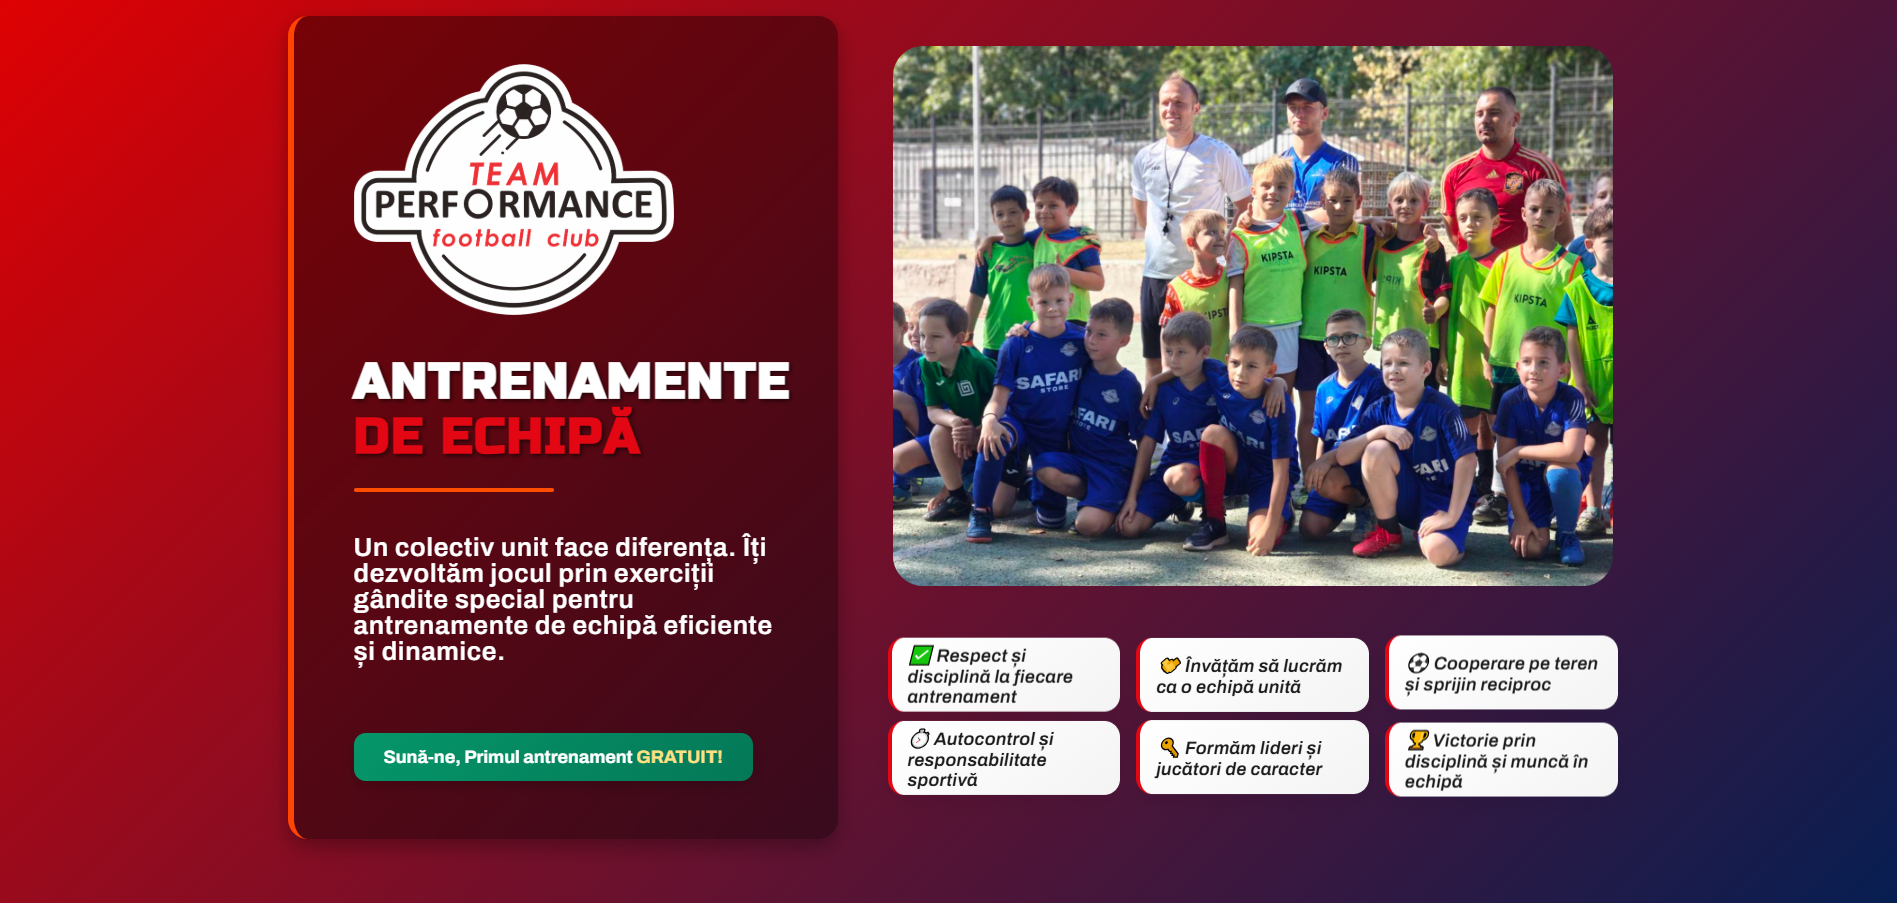 TEAM
PERFORMANCE
football club
ANTRENAMENTE
DE ECHIPĂ
Un colectiv unit face diferența. Îți
dezvoltăm jocul prin exerciții
gândite special pentru
antrenamente de echipă eficiente
și dinamice.
Sună-ne, Primul antrenament GRATUIT!
KIPSTA
KIPSTA
KIPSTA
SAFARI
STORE
✅ Respect și
disciplină la fiecare
antrenament
🤝 Învățăm să lucrăm
ca o echipă unită
⚽ Cooperare pe teren
și sprijin reciproc
⏱ Autocontrol și
responsabilitate
sportivă
🔑 Formăm lideri și
jucători de caracter
🏆 Victorie prin
disciplină și muncă în
echipă